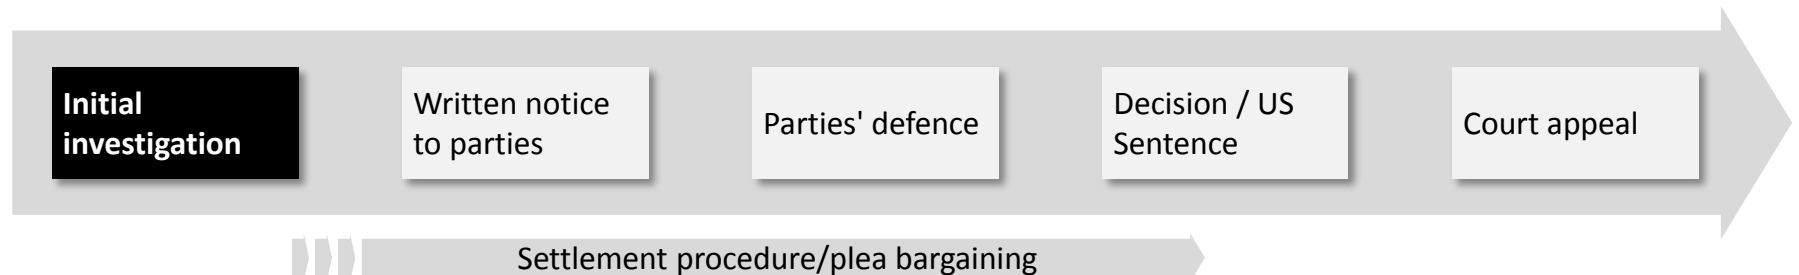 Initial
investigation
Written notice
to parties
Parties' defence
Decision / US
Sentence
Court appeal
Settlement procedure/plea bargaining